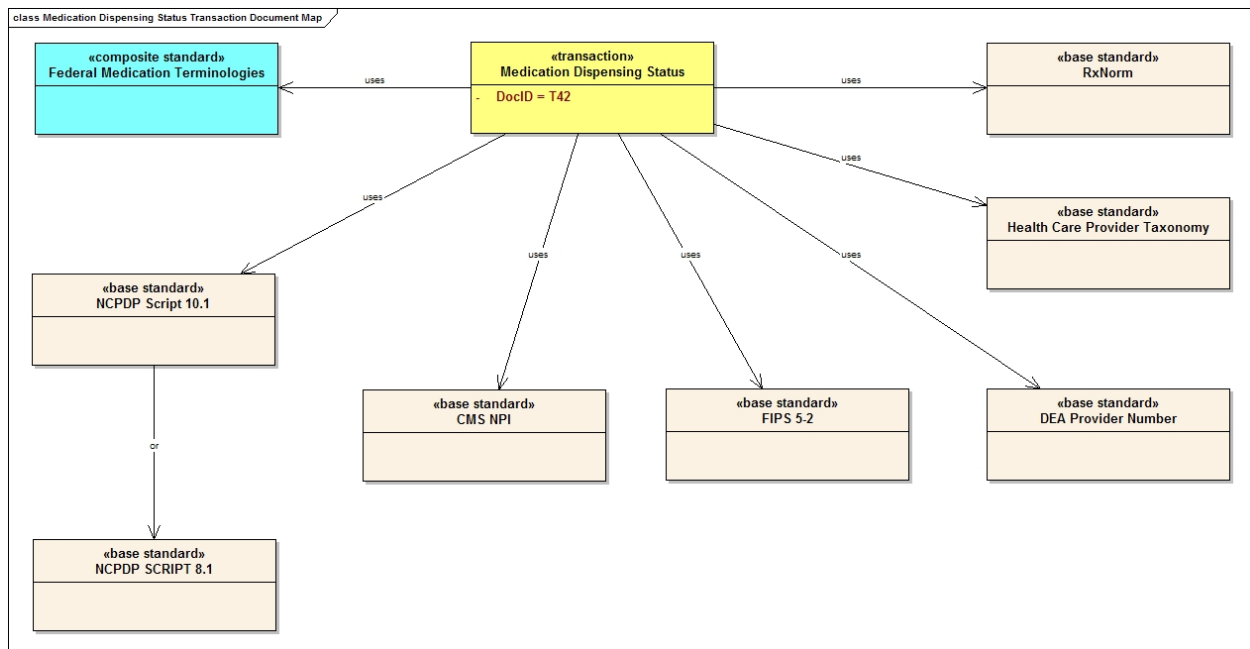 class Medication Dispensing Status Transaction Document Map
«composite standard»
Federal Medication Terminologies
«transaction»
Medication Dispensing Status
- DocID = T42
«base standard»
RxNorm
uses
uses
uses
«base standard»
Health Care Provider Taxonomy
uses
uses
uses
uses
«base standard»
NCPDP Script 10.1
«base standard»
CMS NPI
«base standard»
FIPS 5-2
«base standard»
DEA Provider Number
or
«base standard»
NCPDP SCRIPT 8.1